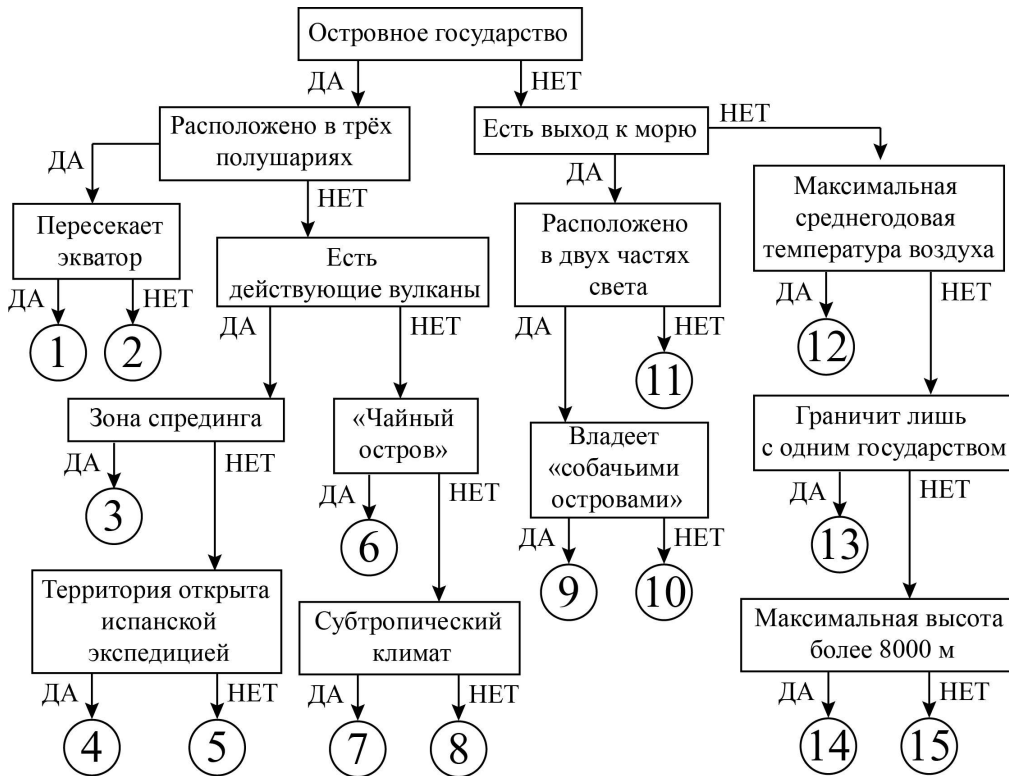 Островное государство
ДА
НЕТ
Расположено в трёх
полушариях
Есть выход к морю
НЕТ
ДА
НЕТ
ДА
Пересекает
экватор
Есть
действующие вулканы
Расположено
в двух частях
света
Максимальная
среднегодовая
температура воздуха
ДА
НЕТ
ДА
НЕТ
ДА
НЕТ
ДА
НЕТ
1
2
11
12
Зона спрединга
«Чайный
остров»
Владеет
«собачьими
островами»
Граничит лишь
с одним государством
ДА
НЕТ
ДА
НЕТ
ДА
НЕТ
ДА
НЕТ
3
6
9
10
13
Территория открыта
испанской
экспедицией
Субтропический
климат
Максимальная высота
более 8000 м
ДА
НЕТ
ДА
НЕТ
ДА
НЕТ
4
5
7
8
14
15